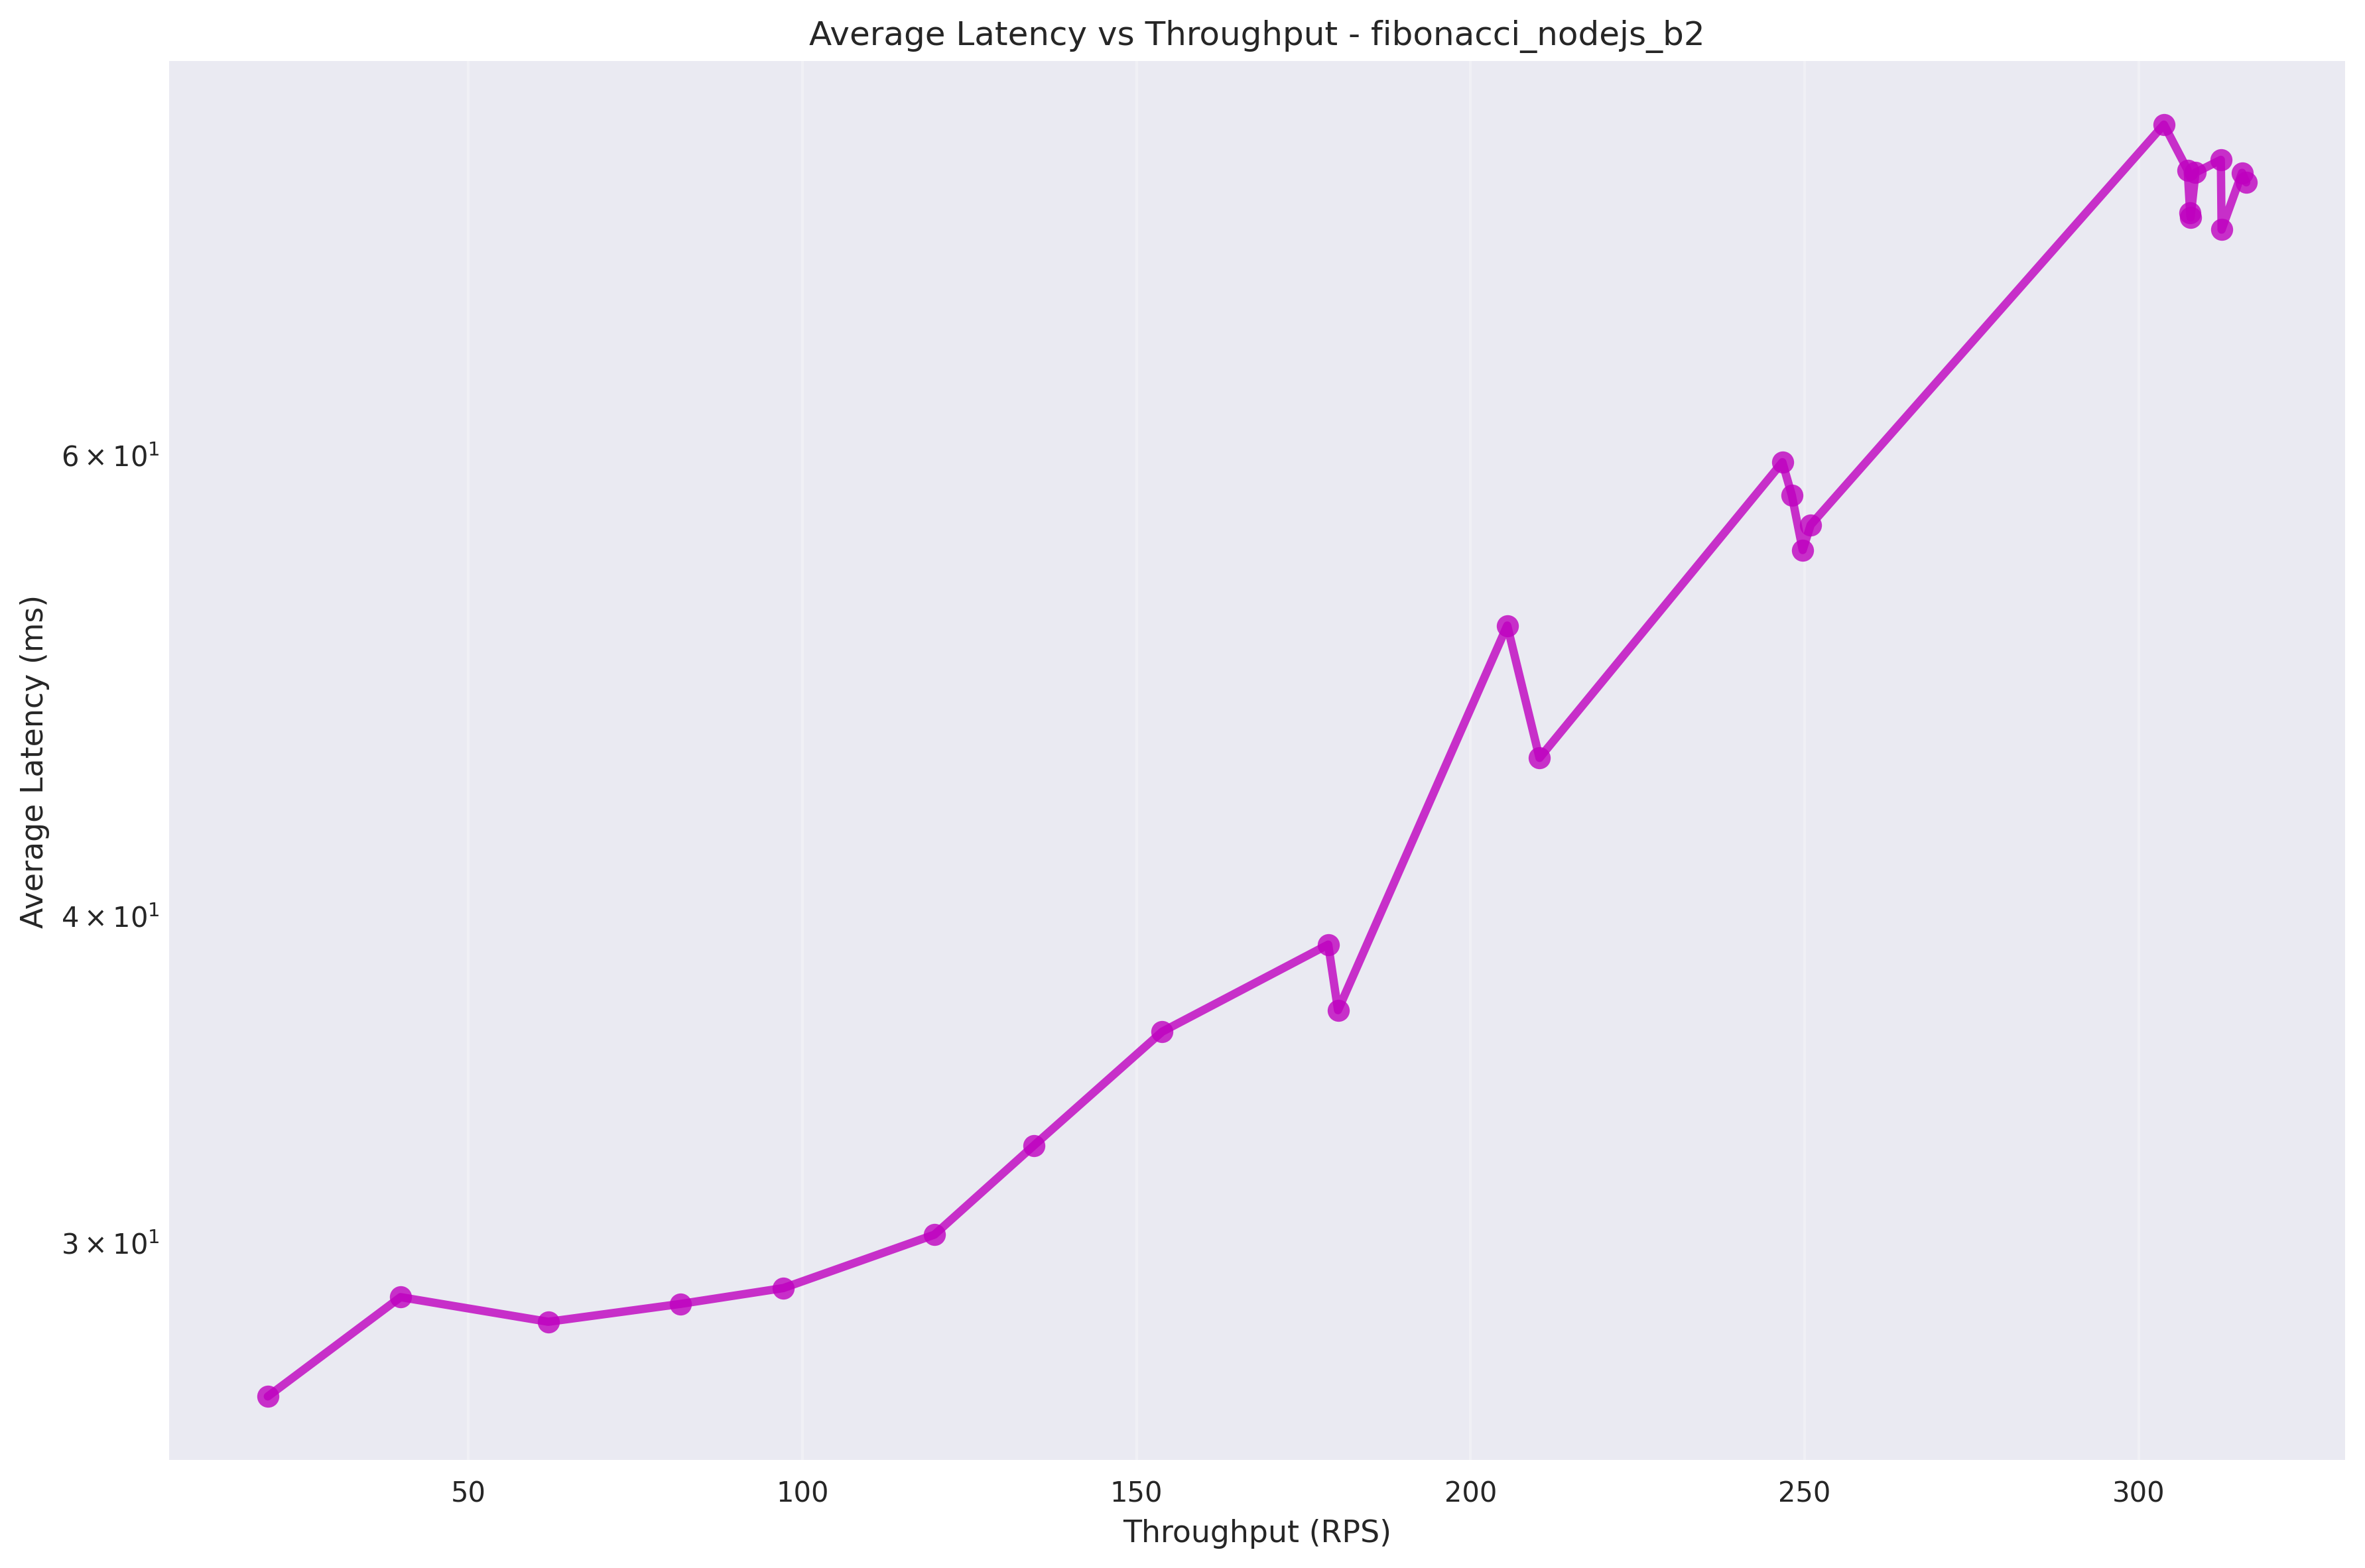 Average Latency vs Throughput - fibonacci_nodejs_b2
Average Latency (ms)
6 × 10¹
4 × 10¹
3 × 10¹
50 100 150 200 250 300
Throughput (RPS)